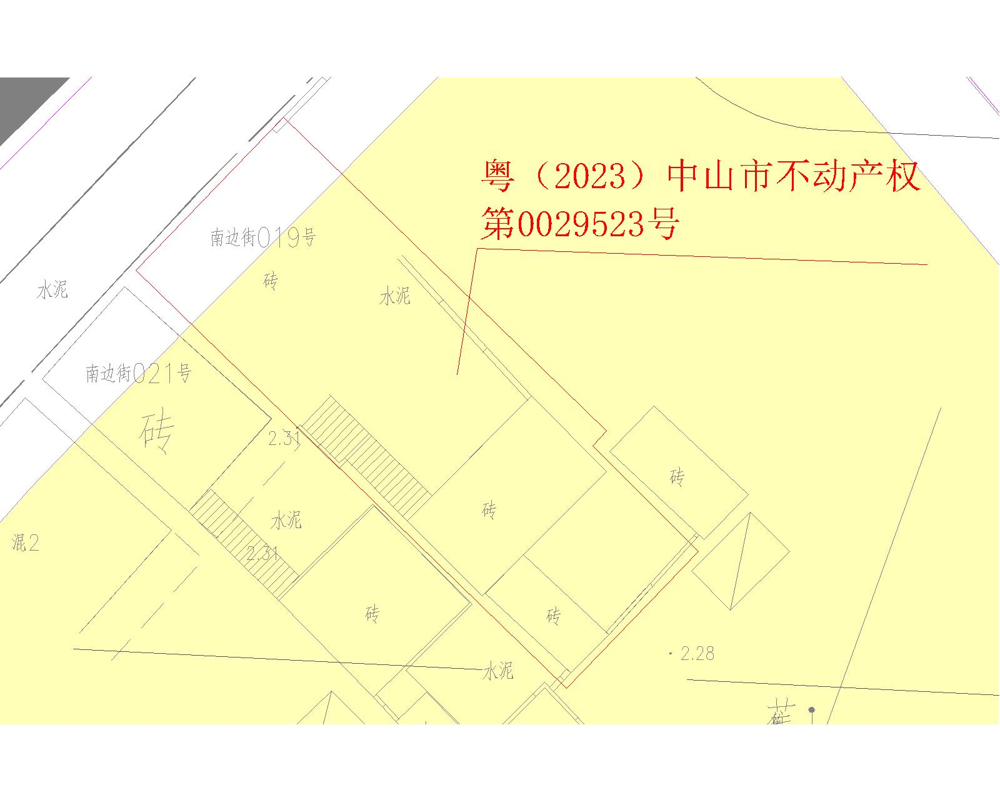 粤（2023）中山市不动产权
第0029523号
南边街019号
砖
水泥
水泥
南边街021号
砖
2.31
砖
砖
水泥
混2
2.31
砖
砖
2.28
水泥